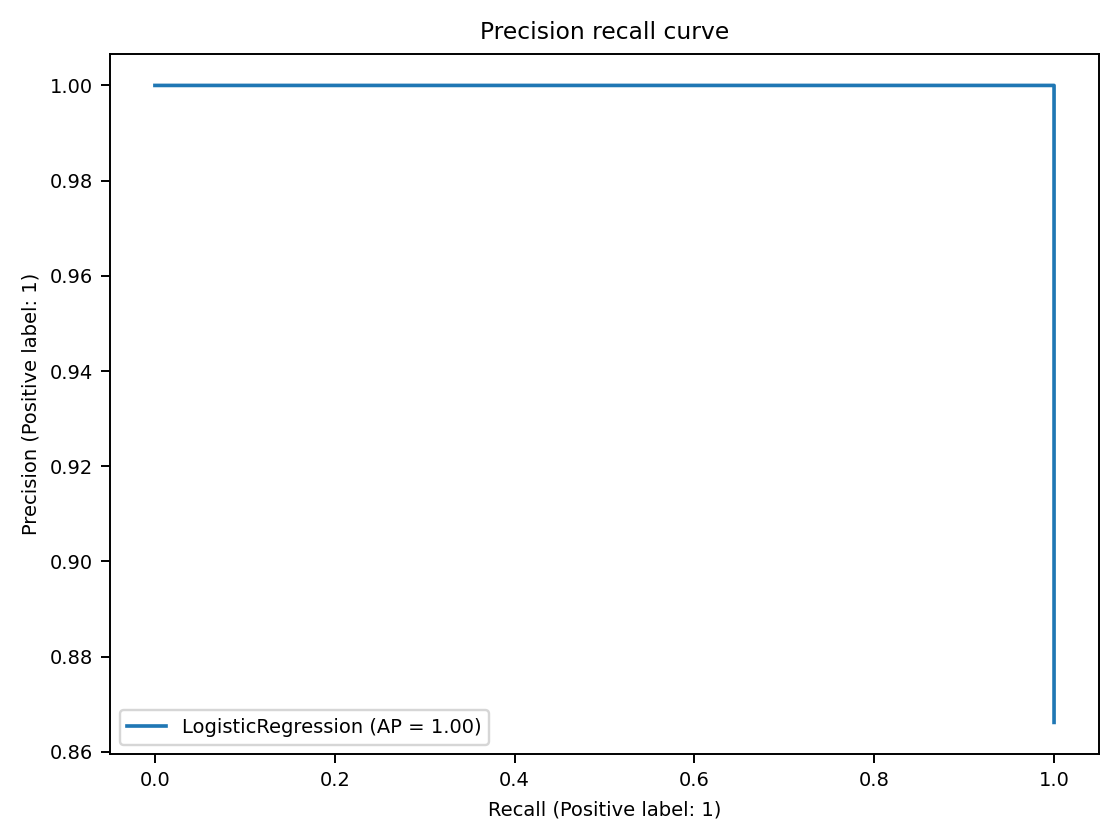 Precision recall curve
1.00
0.98
0.96
0.94
0.92
0.90
0.88
0.86
Precision (Positive label: 1)
LogisticRegression (AP = 1.00)
0.0 0.2 0.4 0.6 0.8 1.0
Recall (Positive label: 1)